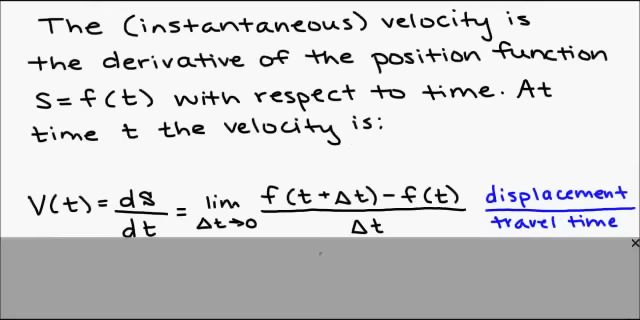 The (instantaneous) velocity is
the derivative of the position function
s = f(t) with respect to time. At
time t the velocity is:
V(t) = ds/dt = lim Δt→0 f(t+Δt) - f(t)/Δt displacement/travel time
x